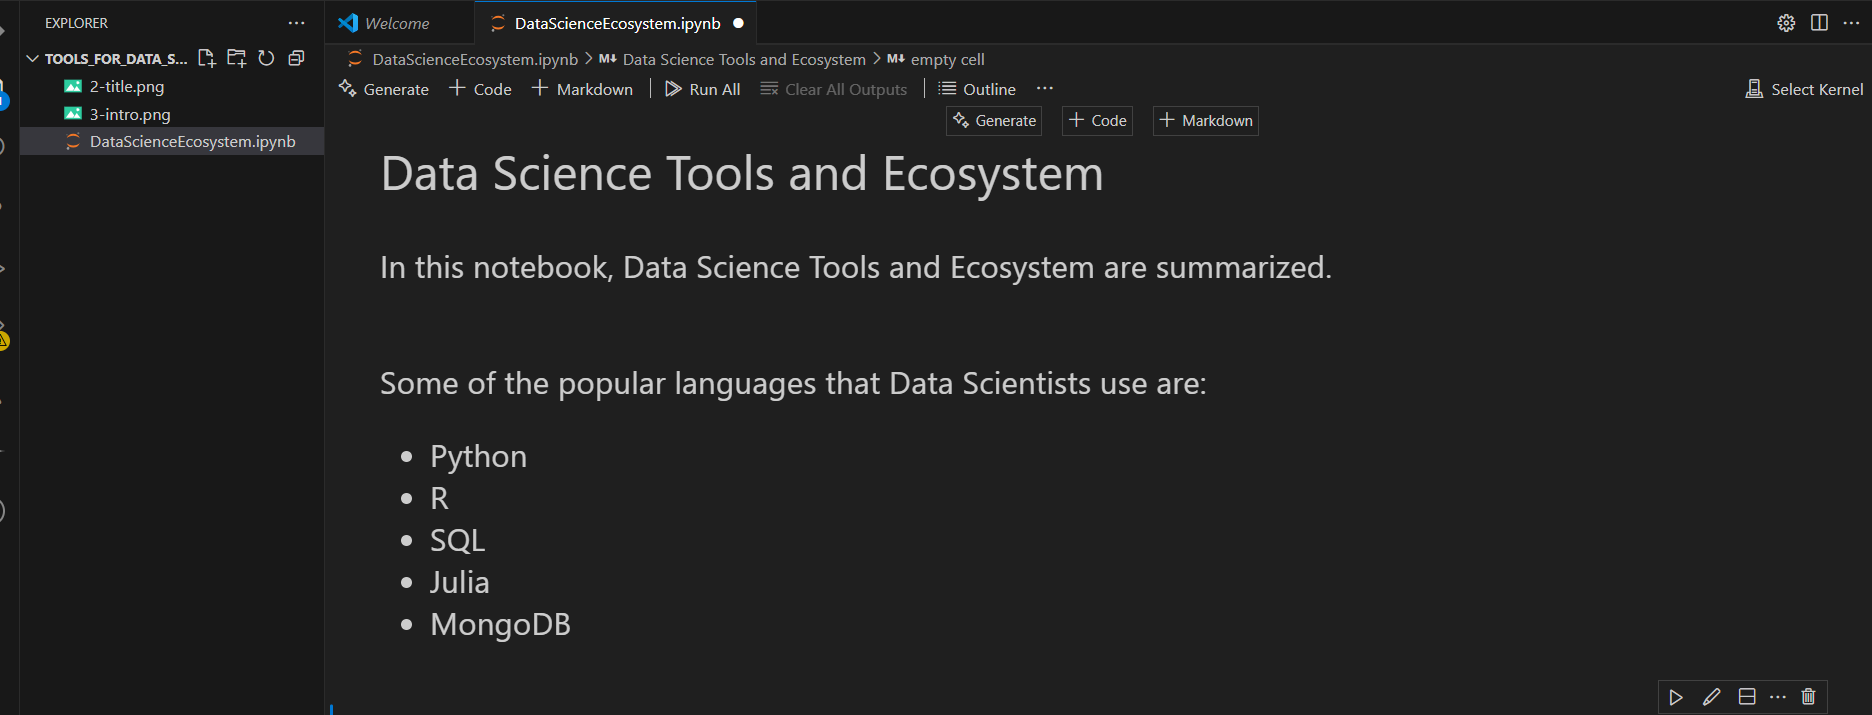 EXPLORER
Welcome
DataScienceEcosystem.ipynb
TOOLS_FOR_DATA_S...
DataScienceEcosystem.ipynb > M↓ Data Science Tools and Ecosystem > M↓ empty cell
2-title.png
3-intro.png
DataScienceEcosystem.ipynb
Generate + Code + Markdown | Run All Clear All Outputs | Outline ...
Select Kernel
Generate + Code + Markdown
Data Science Tools and Ecosystem
In this notebook, Data Science Tools and Ecosystem are summarized.
Some of the popular languages that Data Scientists use are:
• Python
• R
• SQL
• Julia
• MongoDB